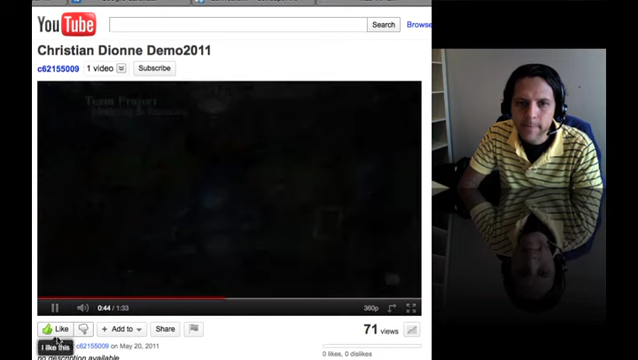 YouTube
Search
Browse
Christian Dionne Demo2011
c62155009 1 video
Subscribe
Team Project
0:44 / 1:33
360p
Like
Add to
Share
71 views
I like this
c62155009 on May 20, 2011
no description available
0 likes, 0 dislikes